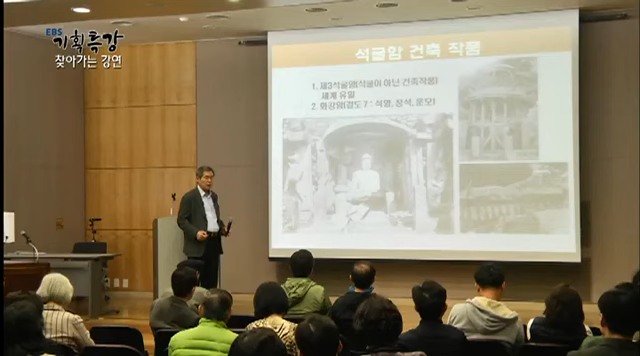 EBS
기획특강
찾아가는 강연
석굴암 건축 작품
1. 제3석굴암(석굴이 아닌 건축작품)
세계 유일
2. 화강암(경도 7 : 석영, 장석, 운모)